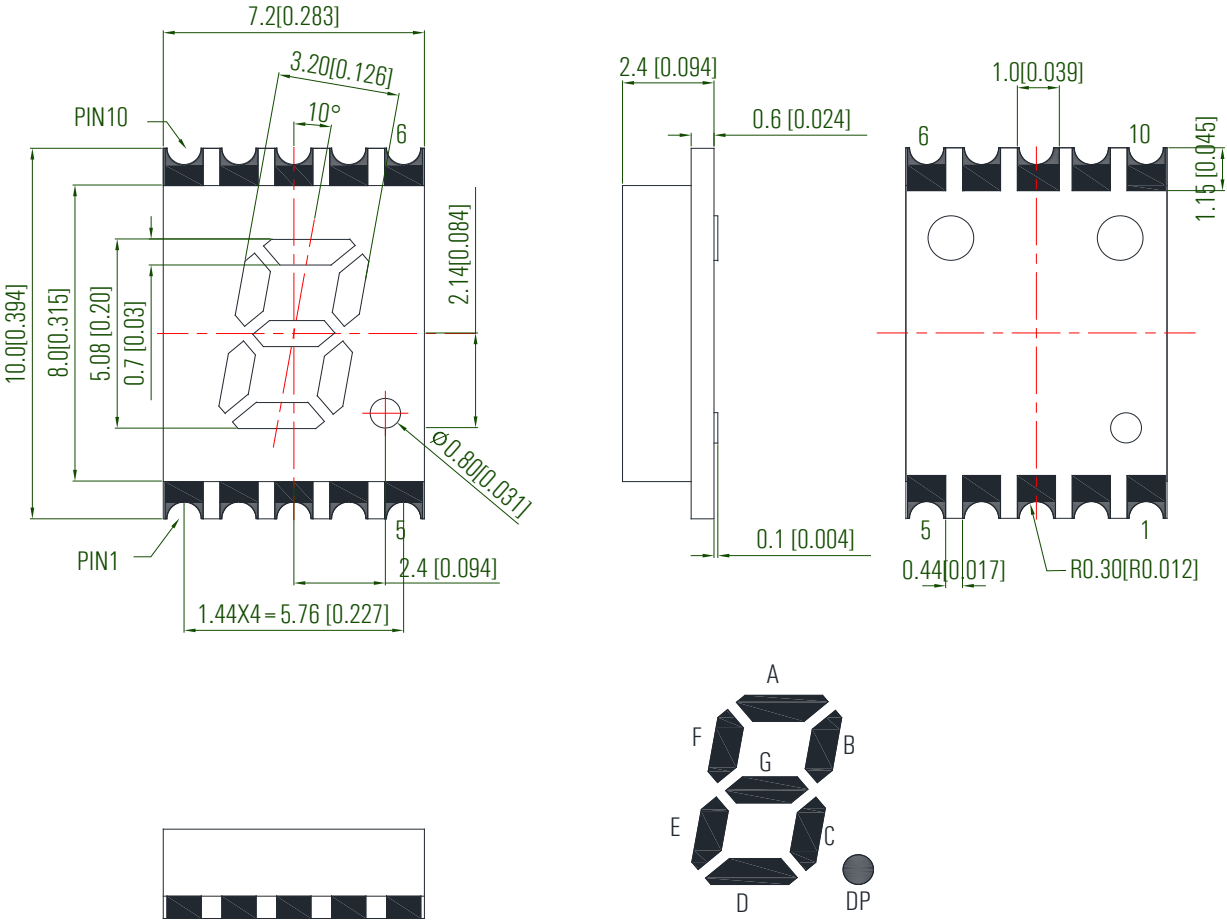 7.2[0.283]
3.20[0.126]
10°
PIN10
6
10.0[0.394]
8.0[0.315]
5.08 [0.20]
0.7 [0.03]
2.14[0.084]
Ø0.80[0.031]
PIN1
5
2.4 [0.094]
1.44X4 = 5.76 [0.227]
2.4 [0.094]
0.6 [0.024]
0.1 [0.004]
1.0[0.039]
6
10
1.15 [0.045]
5
1
0.44[0.017]
R0.30[R0.012]
A
F
B
G
E
C
D
DP